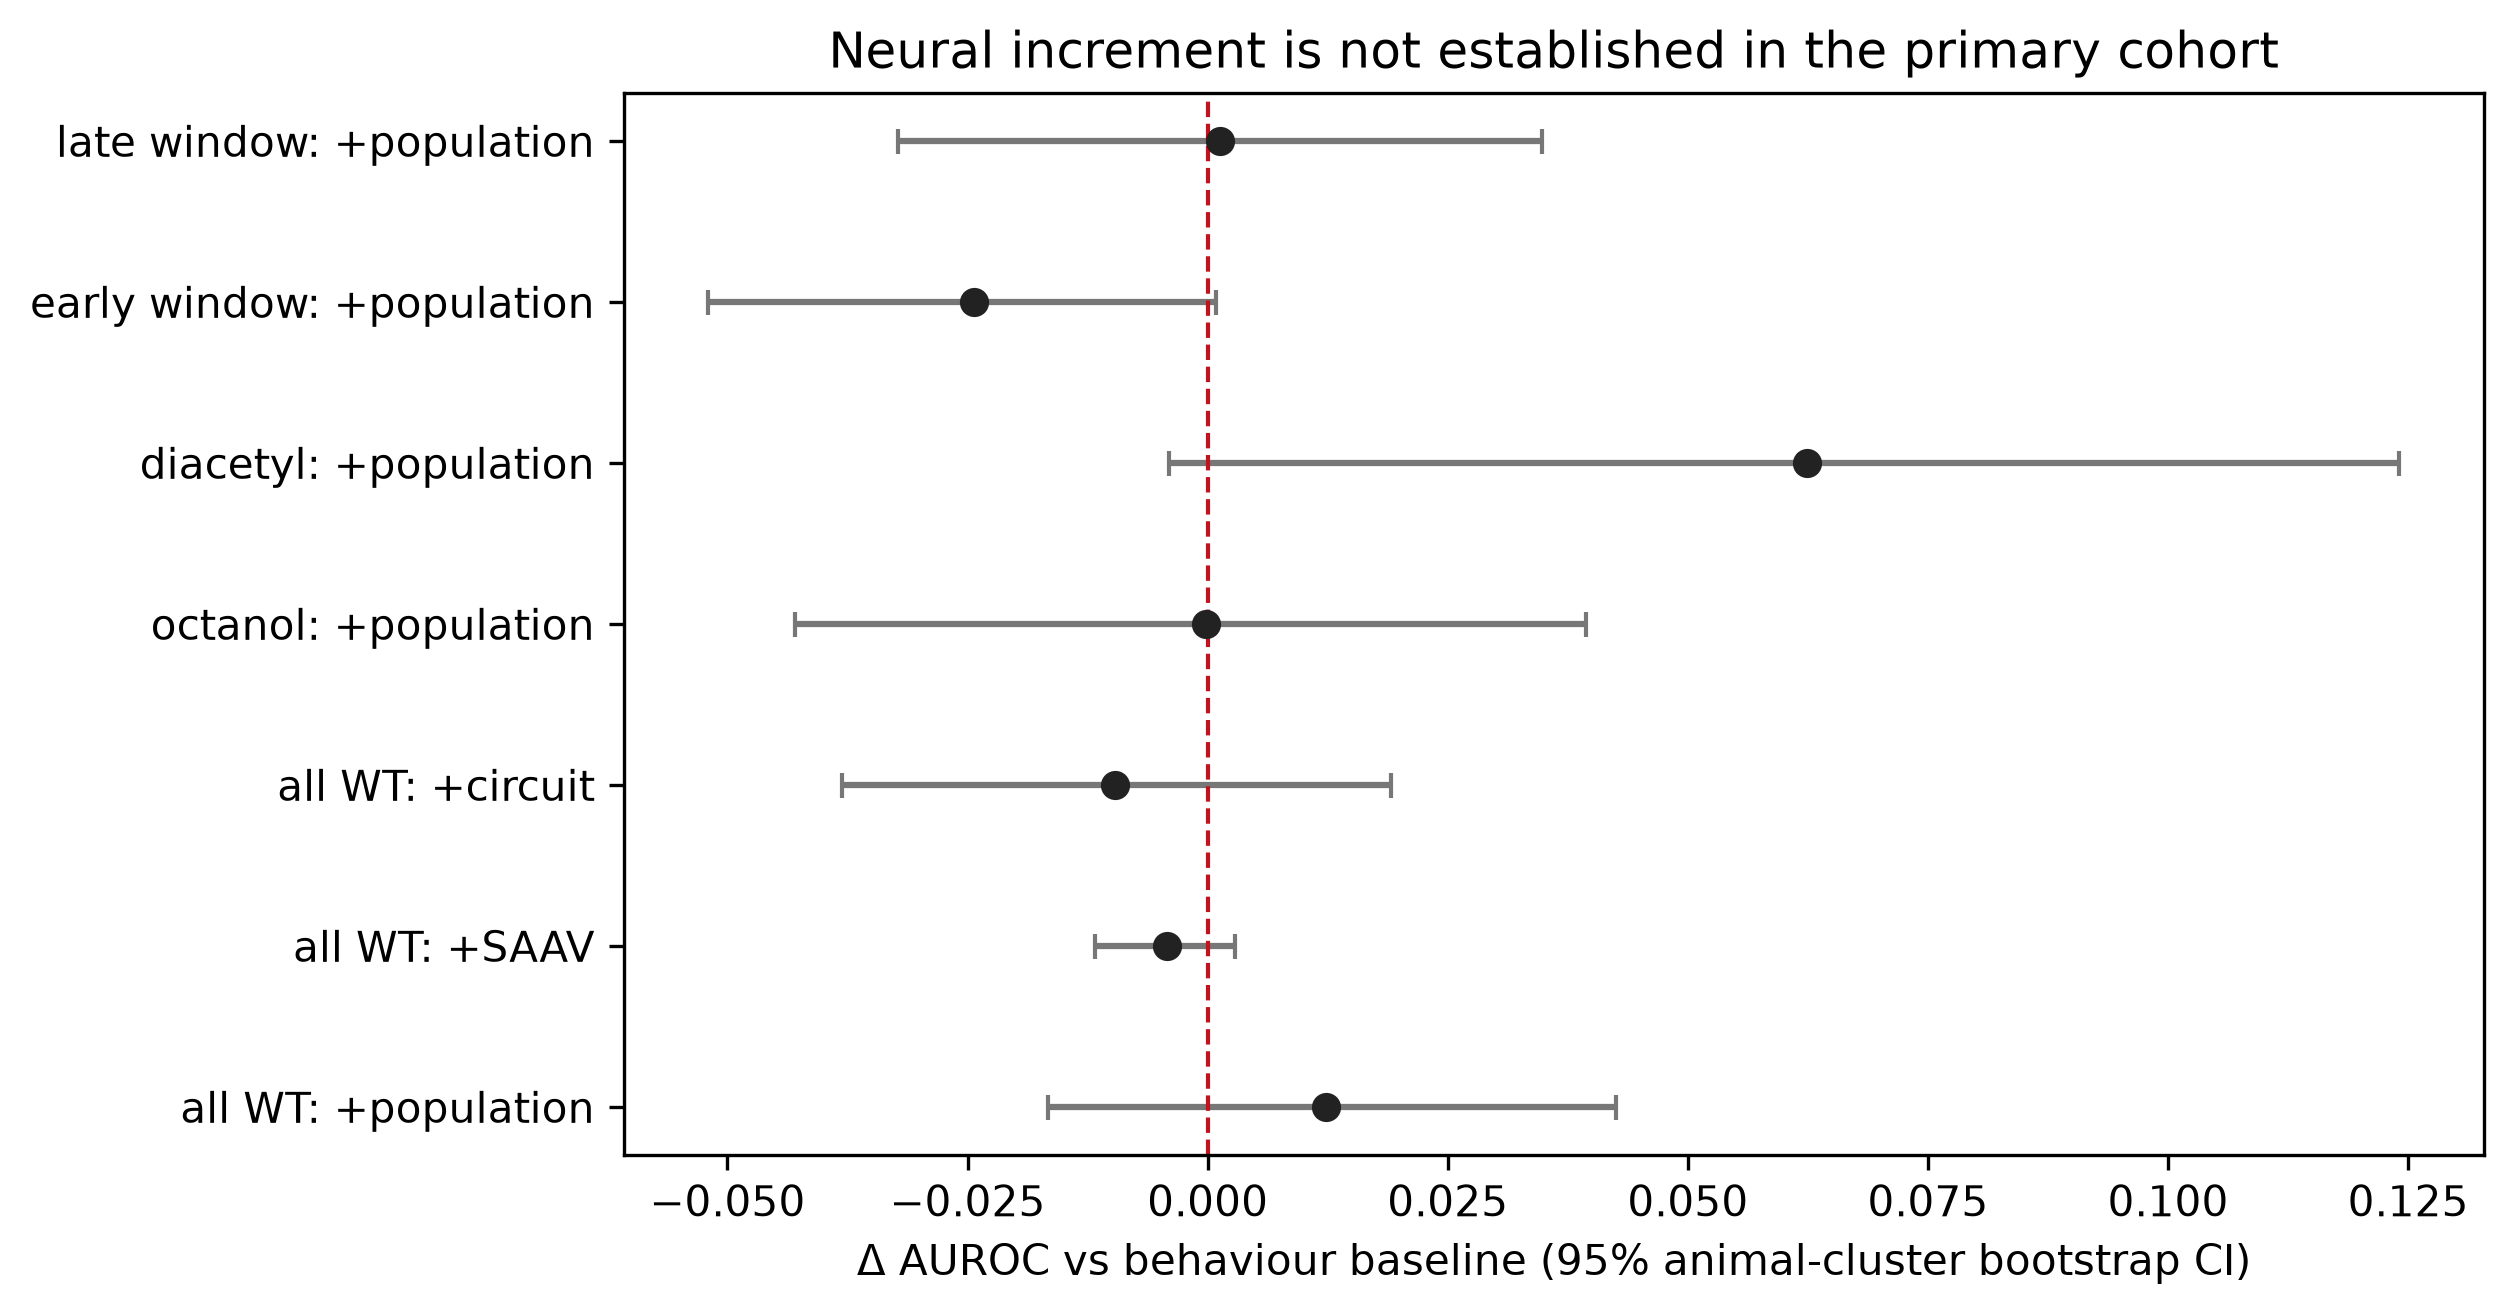 Neural increment is not established in the primary cohort
late window: +population
early window: +population
diacetyl: +population
octanol: +population
all WT: +circuit
all WT: +SAAV
all WT: +population
−0.050 −0.025 0.000 0.025 0.050 0.075 0.100 0.125
Δ AUROC vs behaviour baseline (95% animal-cluster bootstrap CI)